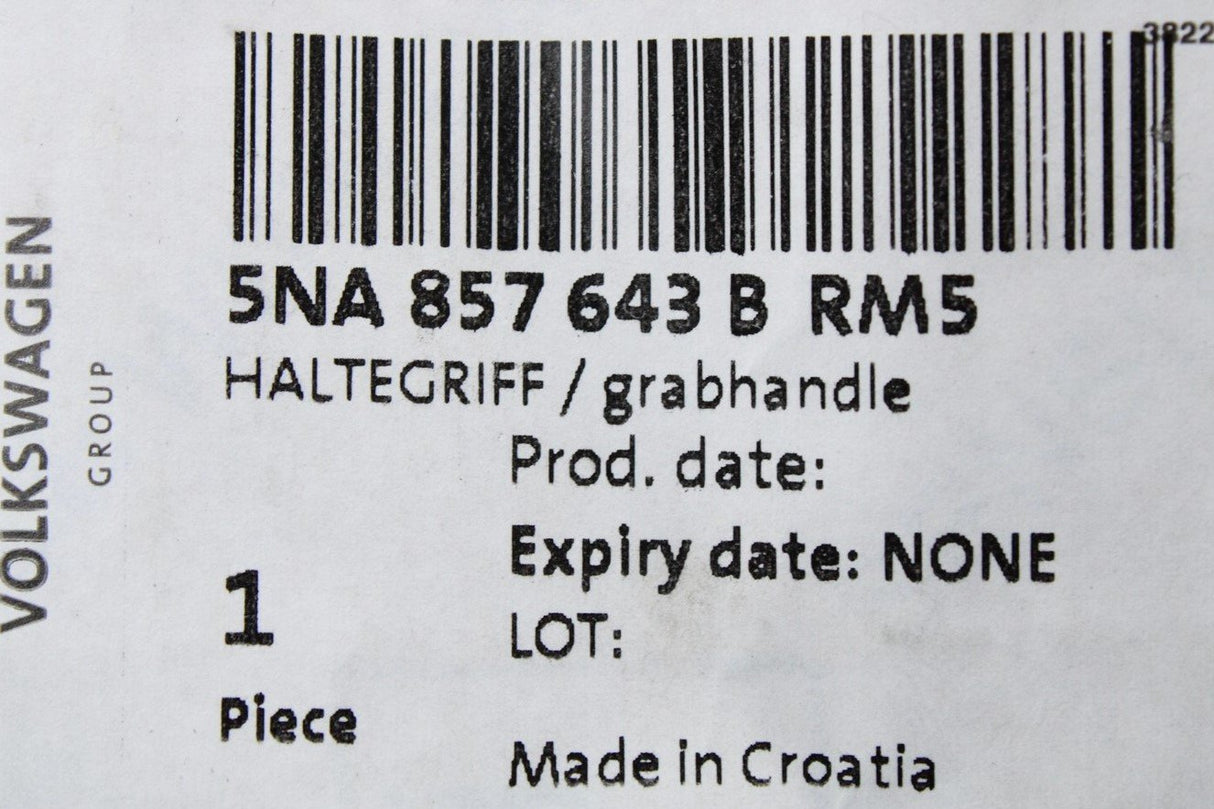 3822
5NA 857 643 B RM5
HALTEGRIFF / grabhandle
Prod. date:
Expiry date: NONE
LOT:
1
Piece
Made in Croatia
VOLKSWAGEN
GROUP